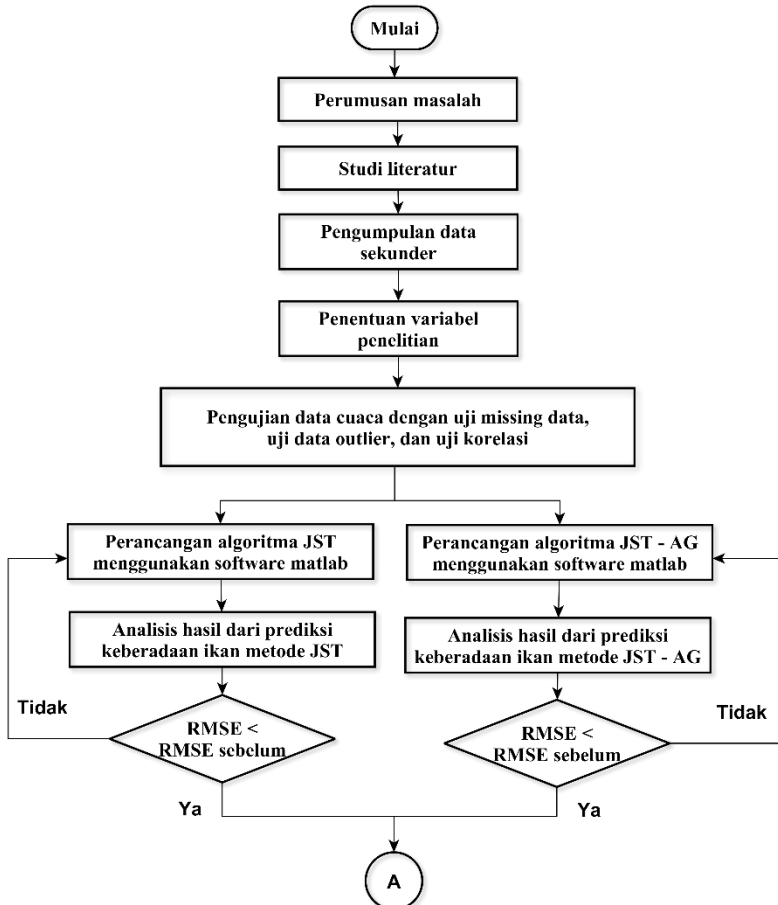 Mulai
Perumusan masalah
Studi literatur
Pengumpulan data
sekunder
Penentuan variabel
penelitian
Pengujian data cuaca dengan uji missing data,
uji data outlier, dan uji korelasi
Perancangan algoritma JST
menggunakan software matlab
Perancangan algoritma JST - AG
menggunakan software matlab
Analisis hasil dari prediksi
keberadaan ikan metode JST
Analisis hasil dari prediksi
keberadaan ikan metode JST - AG
Tidak
RMSE <
RMSE sebelum
RMSE <
RMSE sebelum
Tidak
Ya
Ya
A